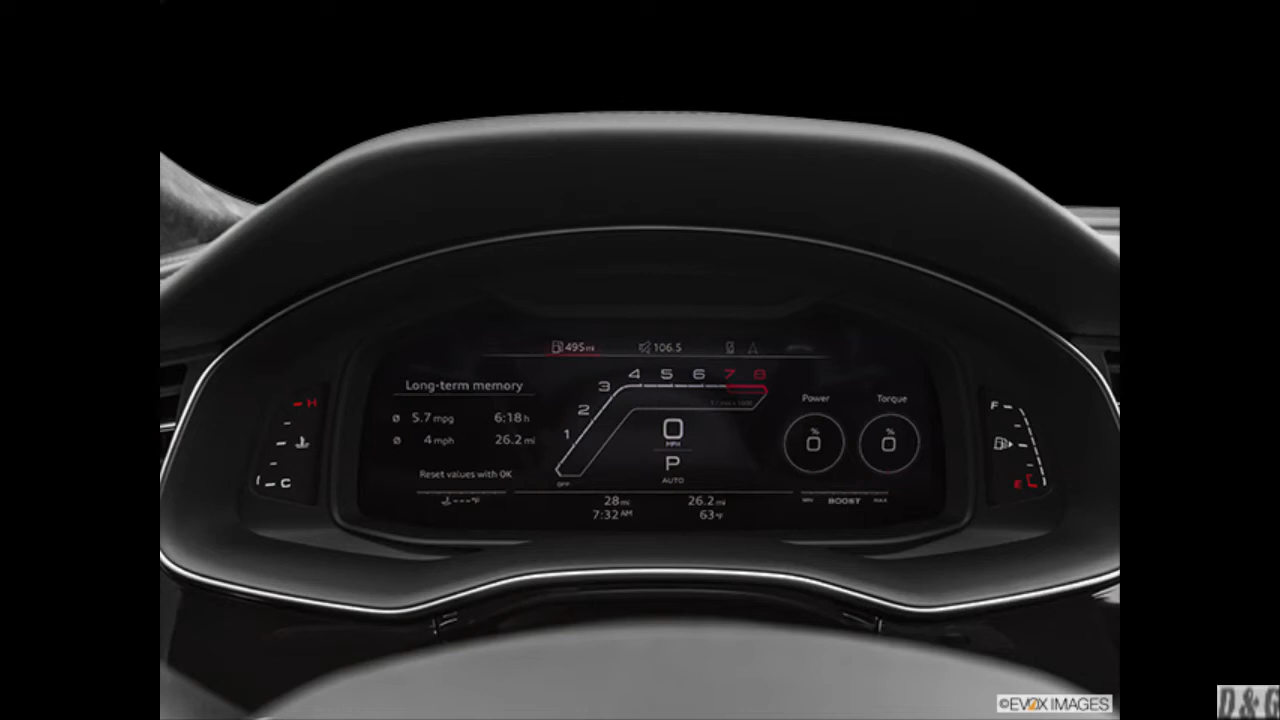 495mi 106.5
3 4 5 6 7 8
2
1
Long-term memory
Ø 5.7 mpg 6:18 h
Ø 4 mph 26.2 mi
Reset values with OK
---°F
0
MPH
P
AUTO
OFF
Power
%
0
Torque
%
0
28 mi 26.2 mi
7:32 AM 63 °F
BOOST MAX
H
C
F
E
©EVOX IMAGES
D&G